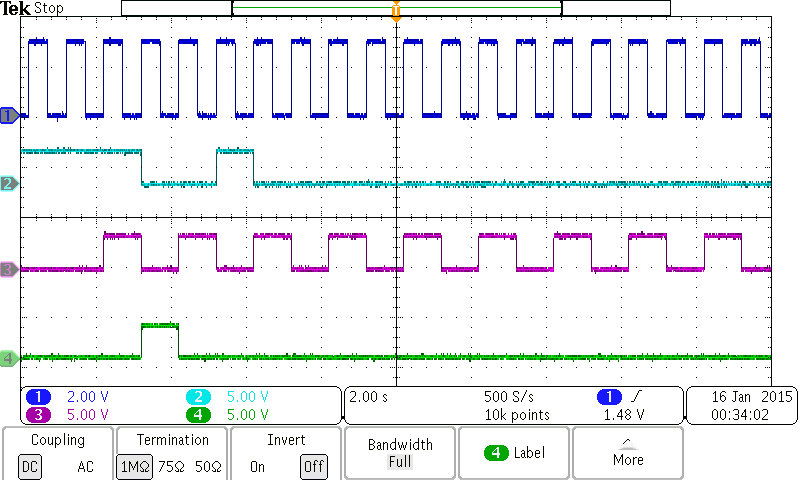 Tek Stop
T
1
2
3
4
1 2.00 V 2 5.00 V 2.00 s 500 S/s 1 16 Jan 2015
3 5.00 V 4 5.00 V 10k points 1.48 V 00:34:02
Coupling Termination Invert Bandwidth 4 Label More
DC AC 1MΩ 75Ω 50Ω On Off Full